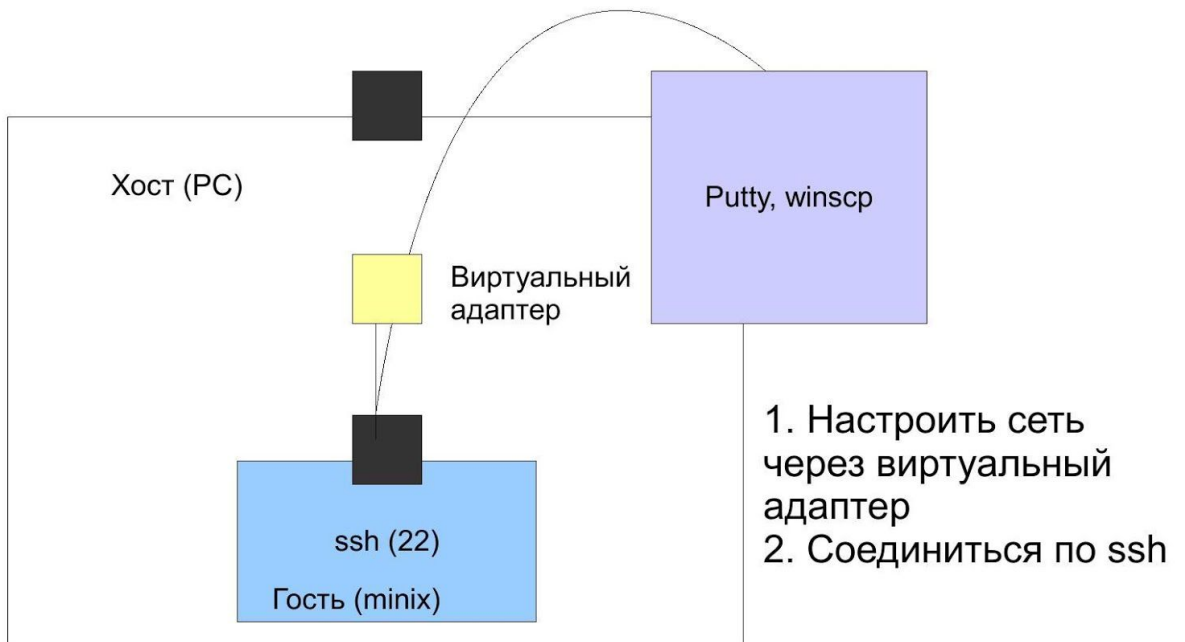 Хост (PC)
Putty, winscp
Виртуальный
адаптер
ssh (22)
Гость (minix)
1. Настроить сеть
через виртуальный
адаптер
2. Соединиться по ssh